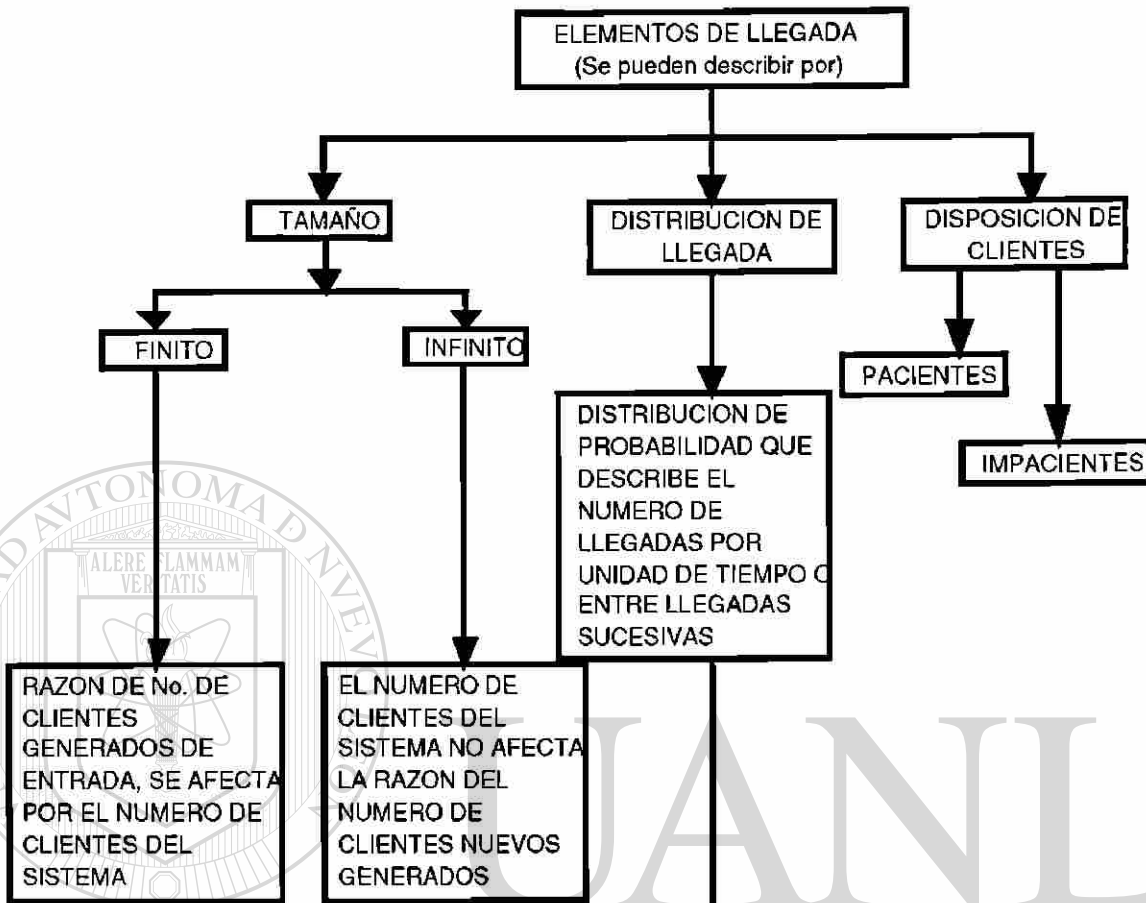 ELEMENTOS DE LLEGADA
(Se pueden describir por)
TAMAÑO
DISTRIBUCION DE
LLEGADA
DISPOSICION DE
CLIENTES
FINITO
INFINITO
PACIENTES
IMPACIENTES
DISTRIBUCION DE
PROBABILIDAD QUE
DESCRIBE EL
NUMERO DE
LLEGADAS POR
UNIDAD DE TIEMPO O
ENTRE LLEGADAS
SUCESIVAS
RAZON DE No. DE
CLIENTES
GENERADOS DE
ENTRADA, SE AFECTA
POR EL NUMERO DE
CLIENTES DEL
SISTEMA
EL NUMERO DE
CLIENTES DEL
SISTEMA NO AFECTA
LA RAZON DEL
NUMERO DE
CLIENTES NUEVOS
GENERADOS
AVTONOMA D NVEVO
ALERE FLAMMAM
VERITATIS
UANL